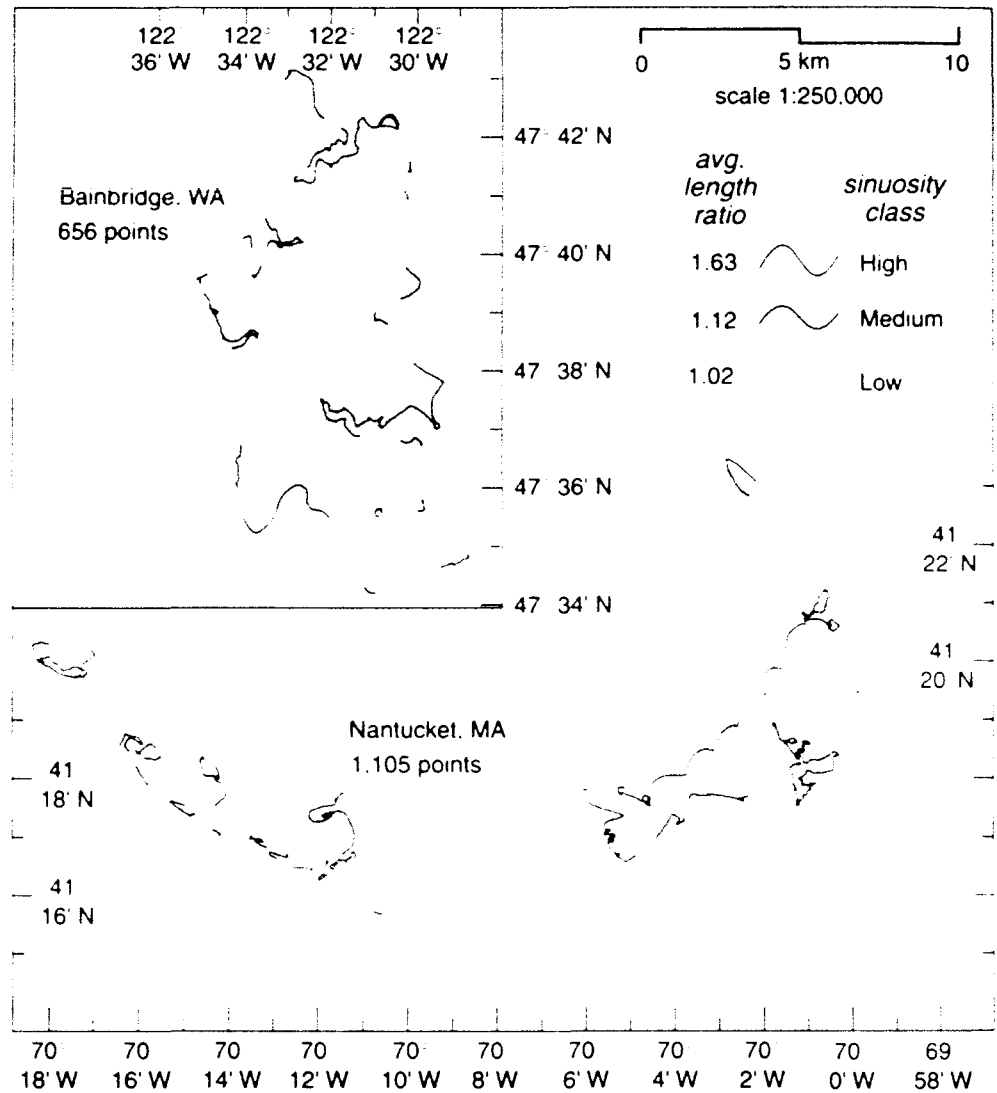 122 122° 122° 122°
36' W 34' W 32' W 30' W
0 5 km 10
scale 1:250.000
47° 42' N
Bainbridge, WA
656 points
avg. length ratio
sinuosity class
47° 40' N
1.63 High
1.12 Medium
47 38' N
1.02 Low
47 36' N
41
22' N
47 34' N
41
20' N
Nantucket, MA
1.105 points
41
18' N
41
16' N
70 70° 70 70 70° 70 70 70 70 70 69
18' W 16' W 14' W 12' W 10' W 8' W 6' W 4' W 2' W 0' W 58' W